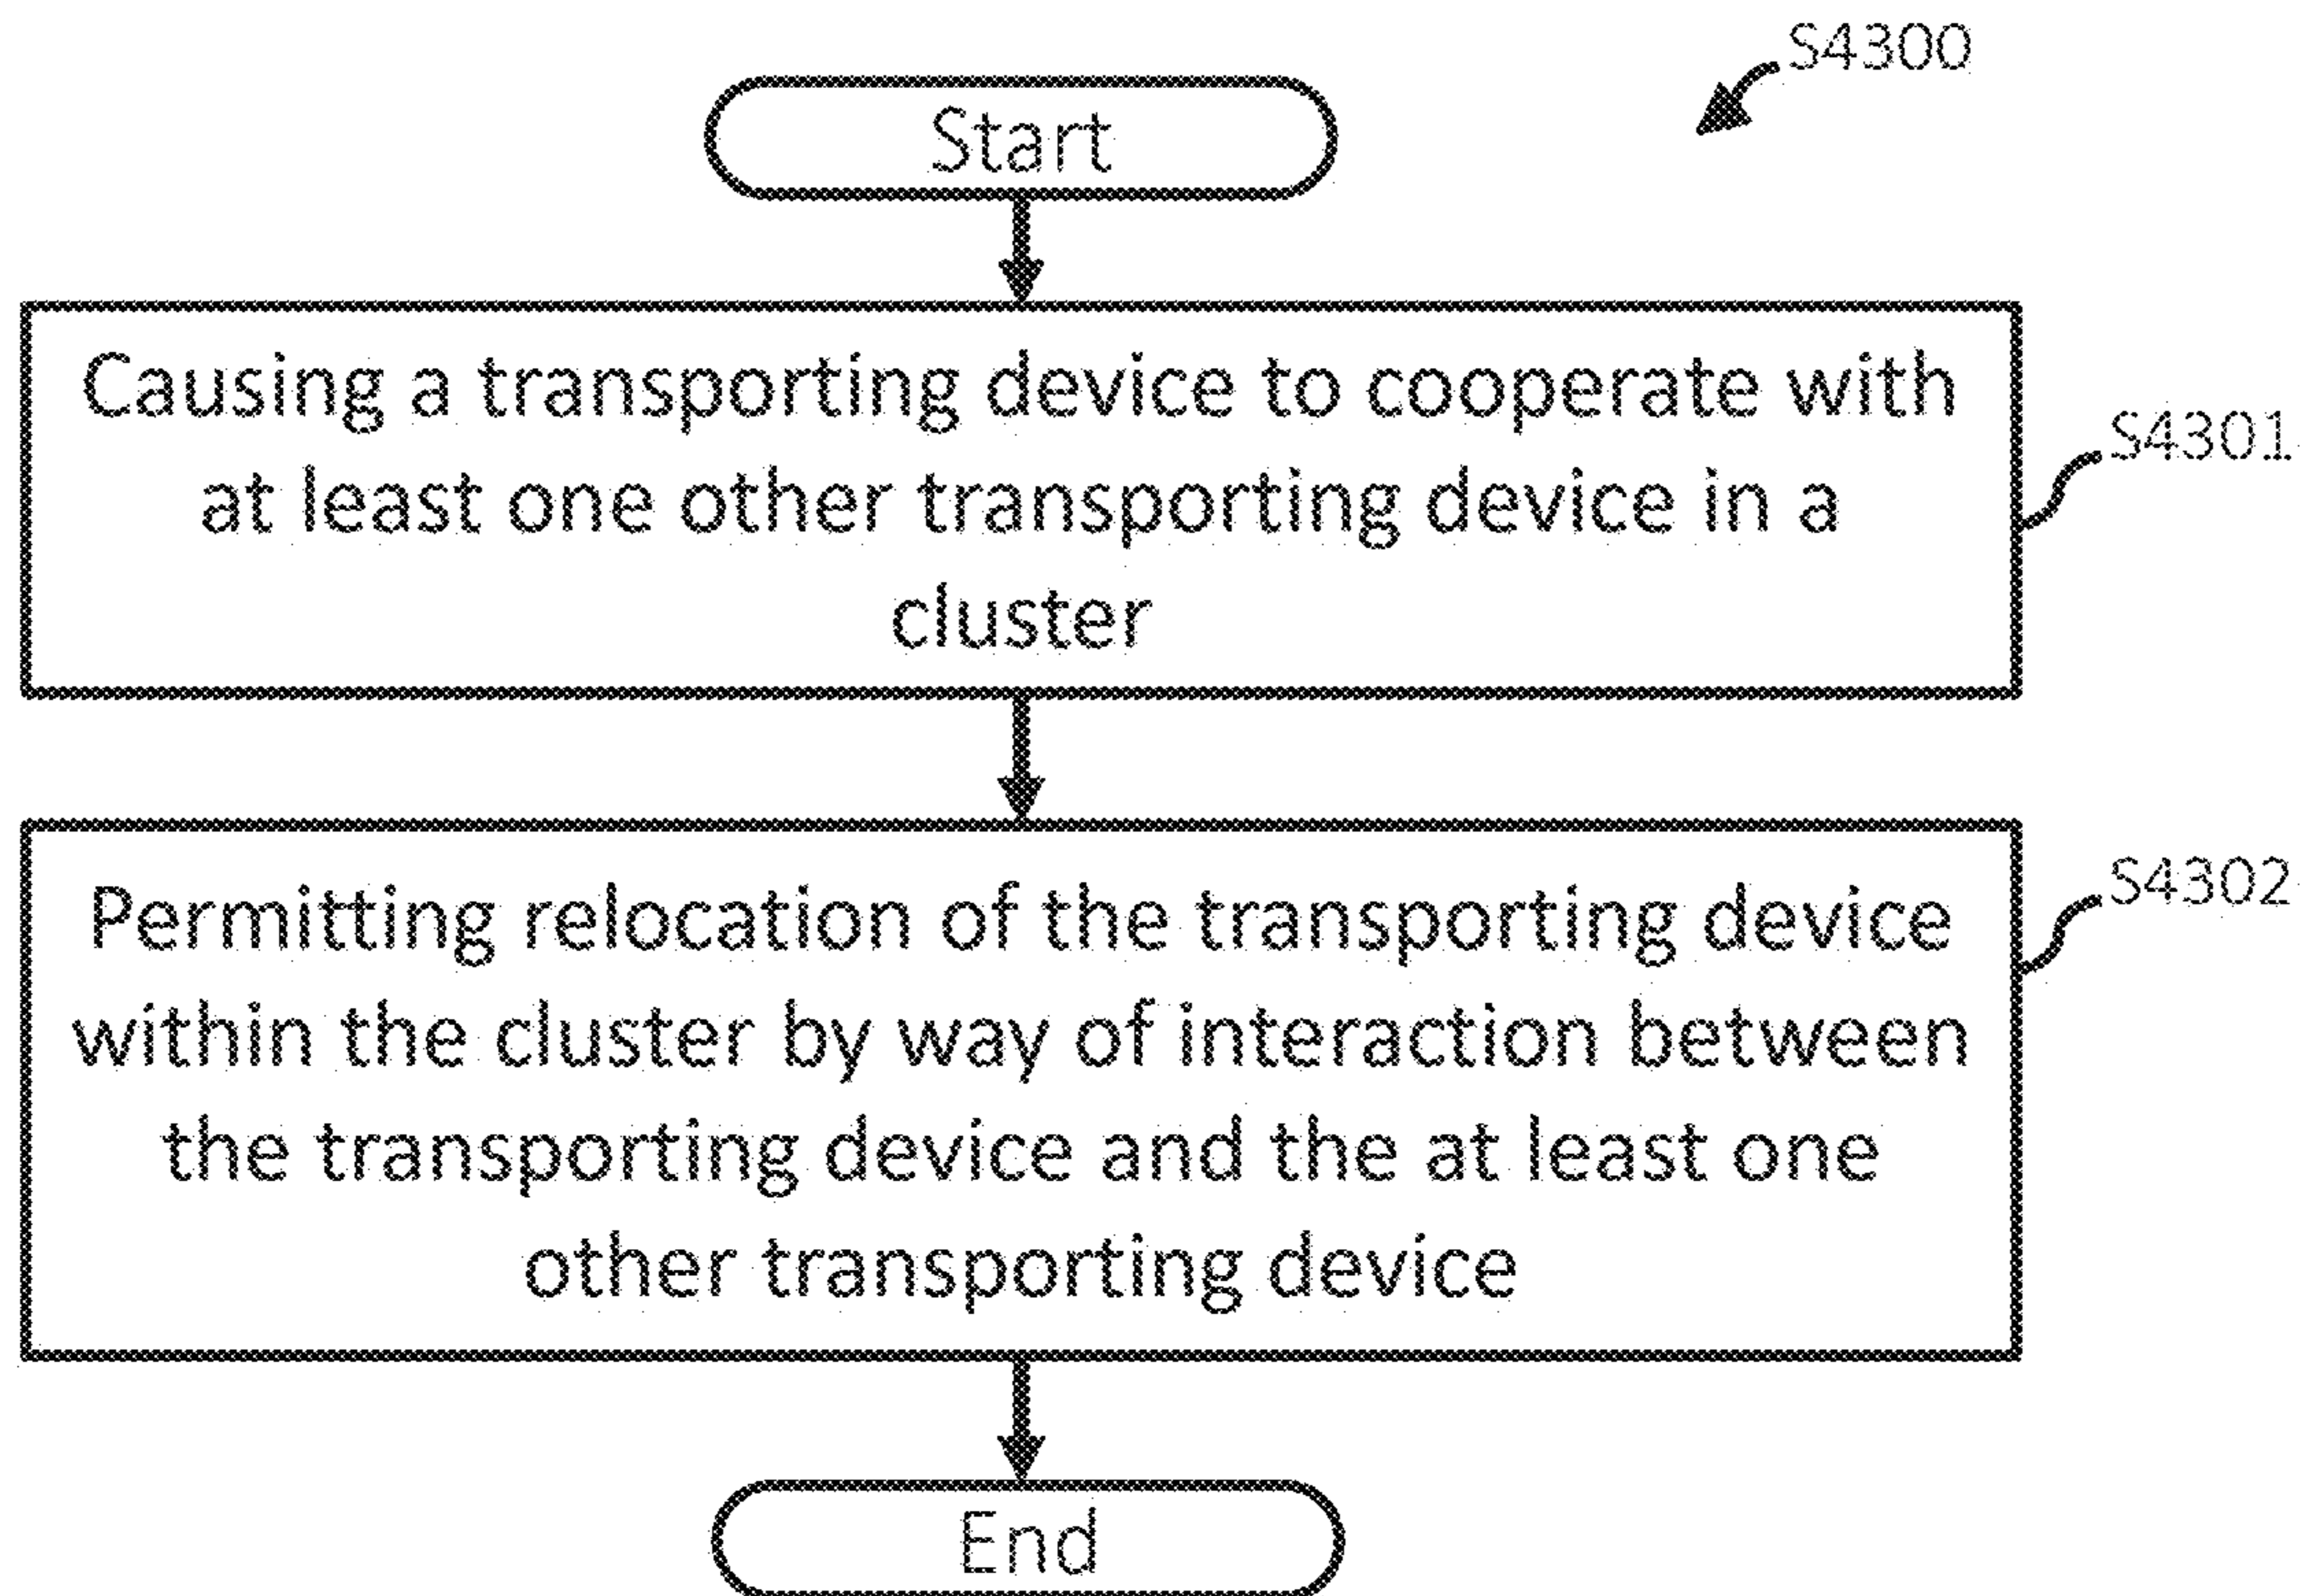 S4300
Start
Causing a transporting device to cooperate with
at least one other transporting device in a
cluster
S4301
Permitting relocation of the transporting device
within the cluster by way of interaction between
the transporting device and the at least one
other transporting device
S4302
End